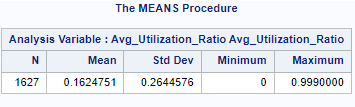 The MEANS Procedure
Analysis Variable : Avg_Utilization_Ratio Avg_Utilization_Ratio
N Mean Std Dev Minimum Maximum
1627 0.1624751 0.2644576 0 0.9990000